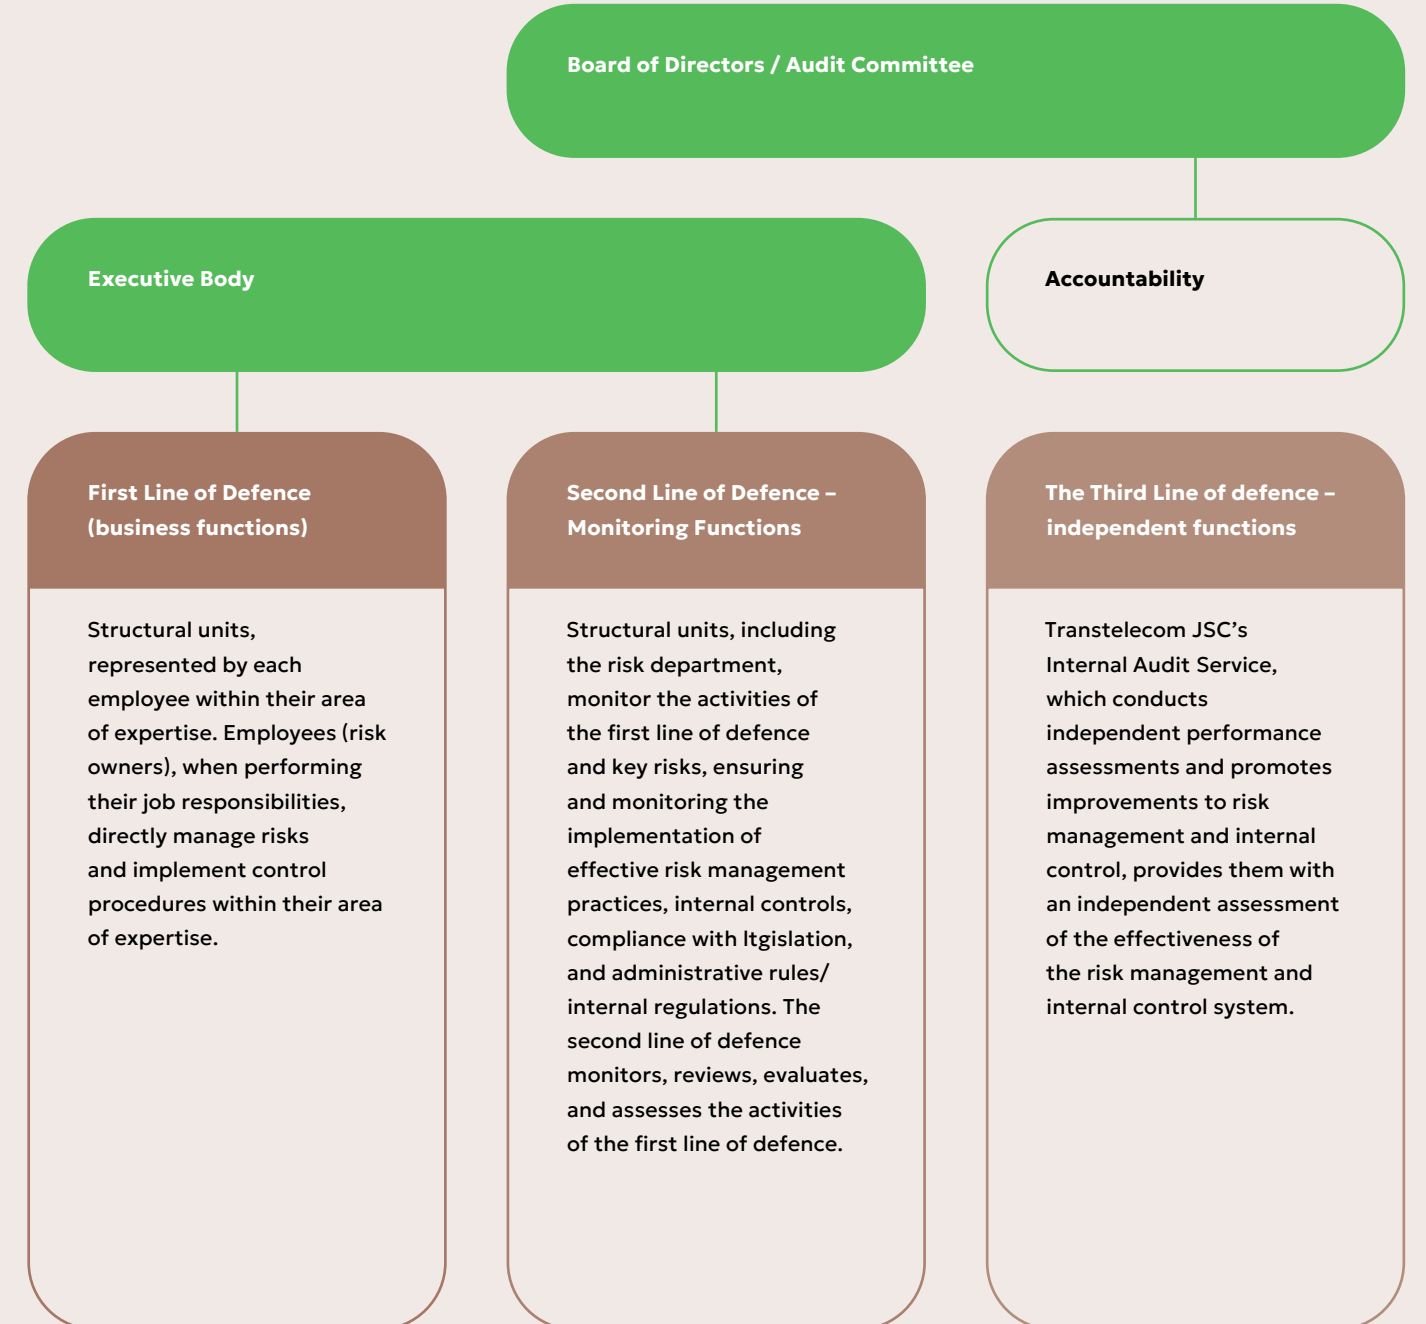 Board of Directors / Audit Committee
Executive Body
Accountability
First Line of Defence
(business functions)
Structural units,
represented by each
employee within their area
of expertise. Employees (risk
owners), when performing
their job responsibilities,
directly manage risks
and implement control
procedures within their area
of expertise.
Second Line of Defence –
Monitoring Functions
Structural units, including
the risk department,
monitor the activities of
the first line of defence
and key risks, ensuring
and monitoring the
implementation of
effective risk management
practices, internal controls,
compliance with ltgislation,
and administrative rules/
internal regulations. The
second line of defence
monitors, reviews, evaluates,
and assesses the activities
of the first line of defence.
The Third Line of defence –
independent functions
Transtelecom JSC’s
Internal Audit Service,
which conducts
independent performance
assessments and promotes
improvements to risk
management and internal
control, provides them with
an independent assessment
of the effectiveness of
the risk management and
internal control system.